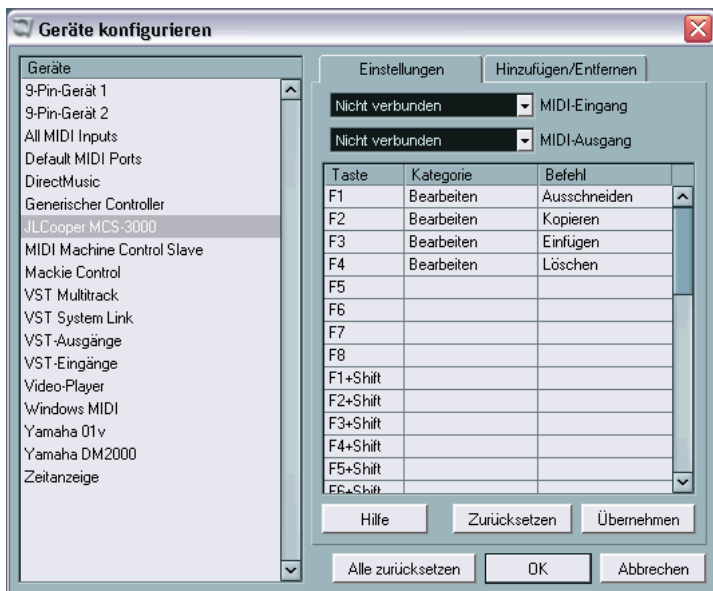 Geräte konfigurieren
Geräte
9-Pin-Gerät 1
9-Pin-Gerät 2
All MIDI Inputs
Default MIDI Ports
DirectMusic
Generischer Controller
JLCooper MCS-3000
MIDI Machine Control Slave
Mackie Control
VST Multitrack
VST System Link
VST-Ausgänge
VST-Eingänge
Video-Player
Windows MIDI
Yamaha 01v
Yamaha DM2000
Zeitanzeige
Einstellungen Hinzufügen/Entfernen
Nicht verbunden MIDI-Eingang
Nicht verbunden MIDI-Ausgang
Taste Kategorie Befehl
F1 Bearbeiten Ausschneiden
F2 Bearbeiten Kopieren
F3 Bearbeiten Einfügen
F4 Bearbeiten Löschen
F5
F6
F7
F8
F1+Shift
F2+Shift
F3+Shift
F4+Shift
F5+Shift
F6+Shift
Hilfe Zurücksetzen Übernehmen
Alle zurücksetzen OK Abbrechen